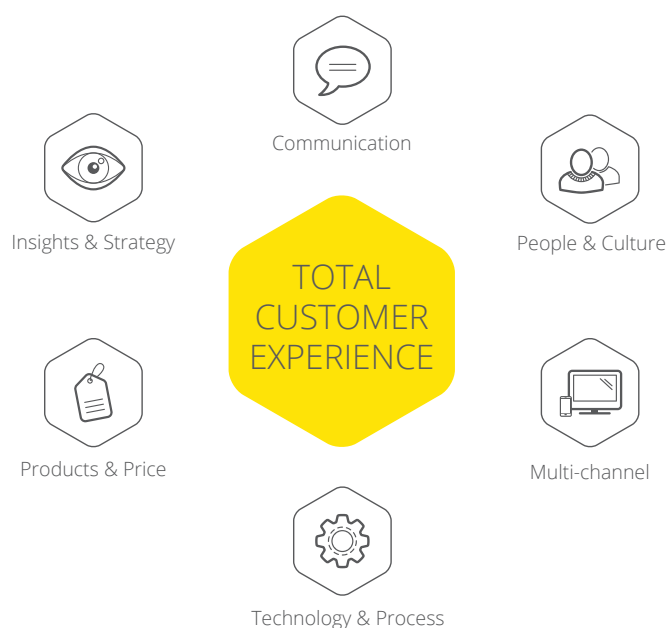 Communication
Insights & Strategy
People & Culture
TOTAL
CUSTOMER
EXPERIENCE
Products & Price
Multi-channel
Technology & Process